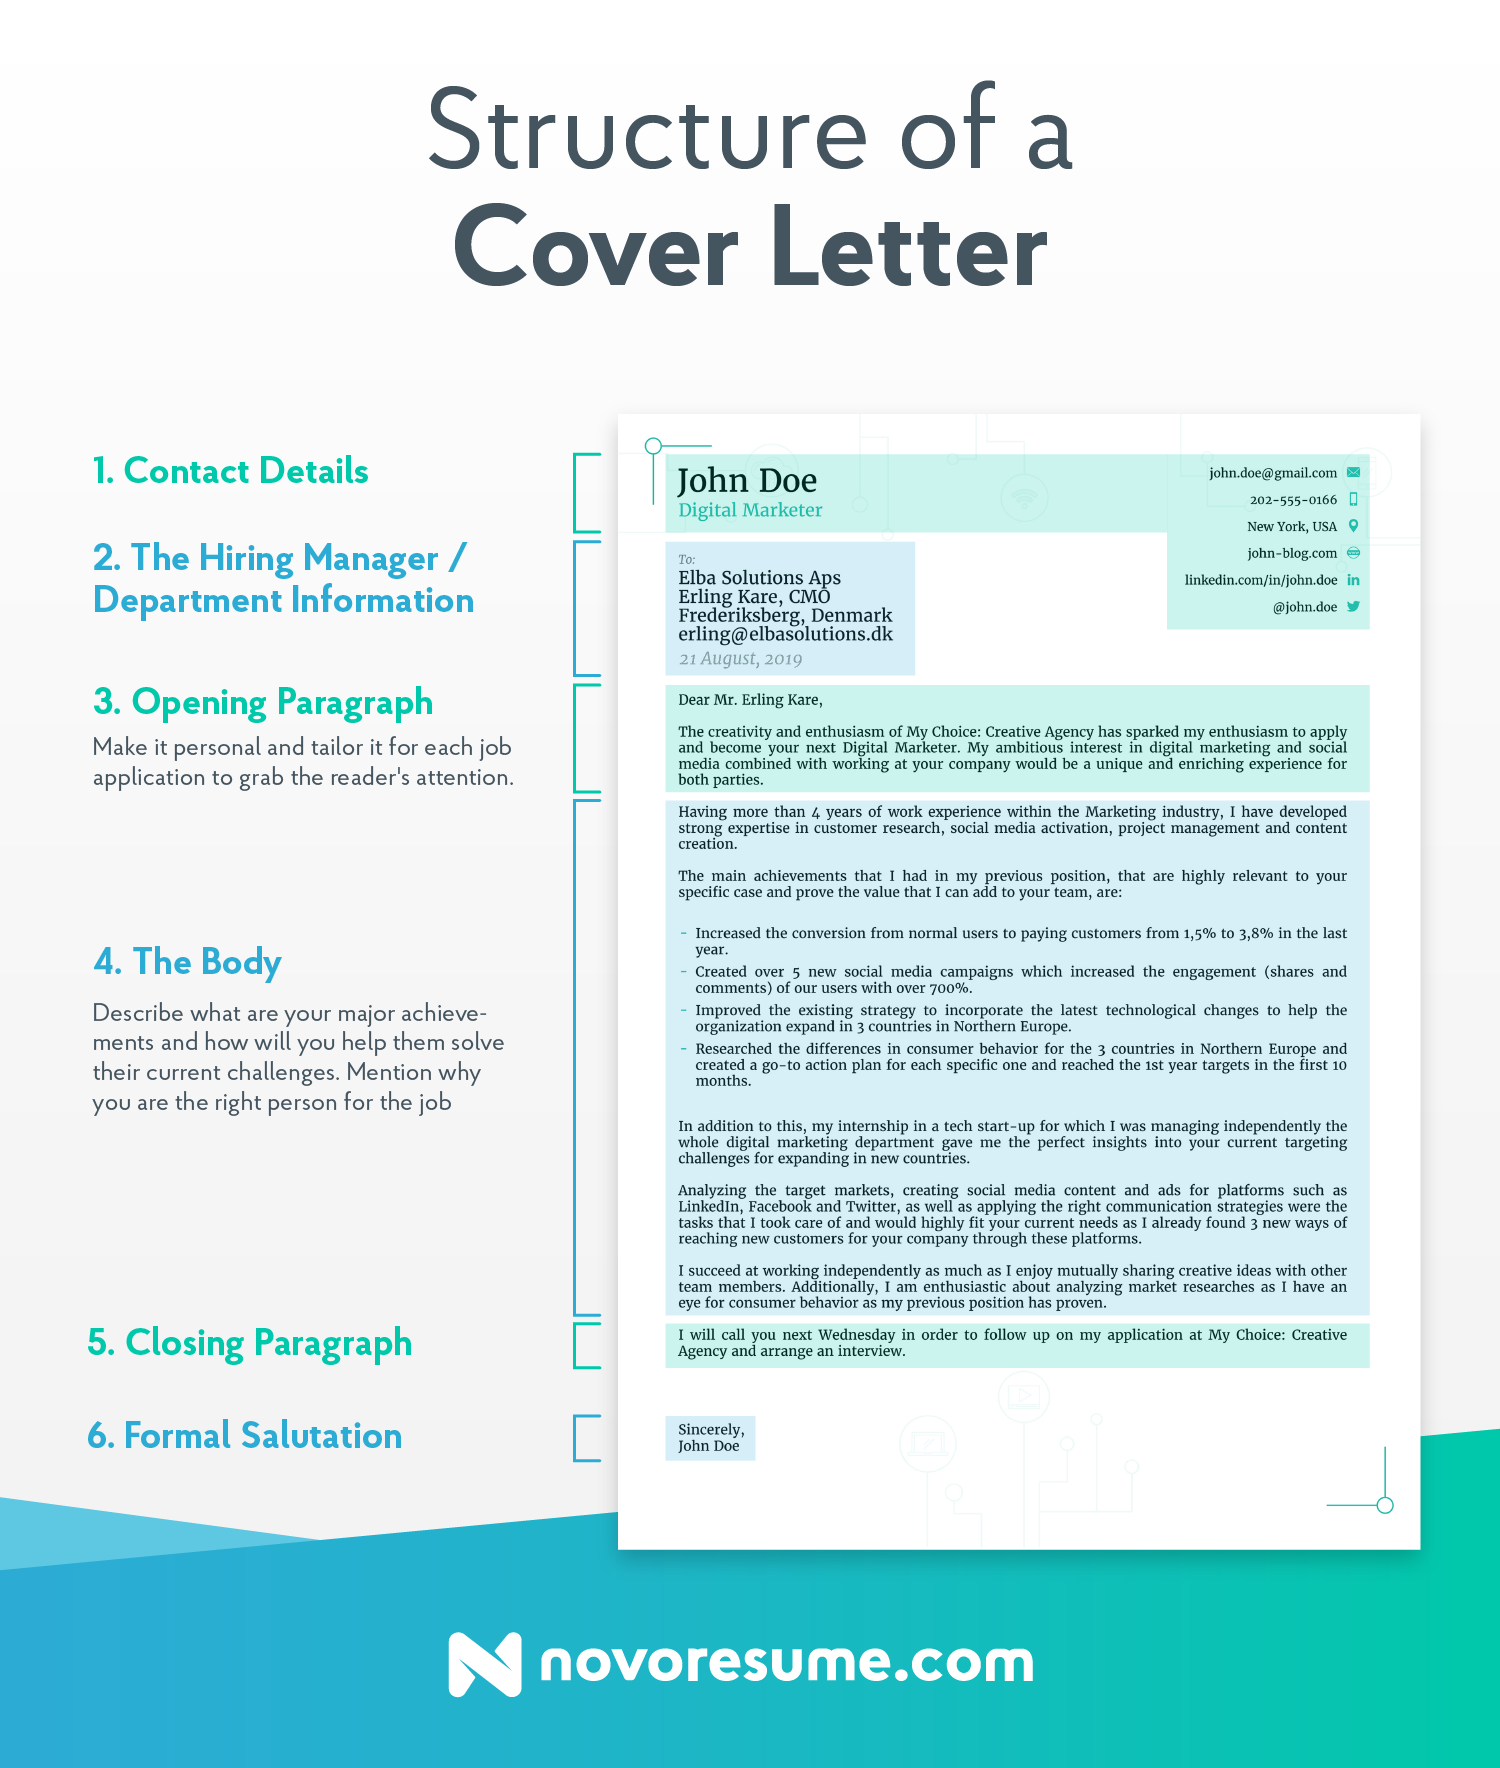 Structure of a
Cover Letter
1. Contact Details
2. The Hiring Manager /
Department Information
3. Opening Paragraph
Make it personal and tailor it for each job
application to grab the reader's attention.
4. The Body
Describe what are your major achieve-
ments and how will you help them solve
their current challenges. Mention why
you are the right person for the job
5. Closing Paragraph
6. Formal Salutation
John Doe
Digital Marketer
john.doe@gmail.com
202-555-0166
New York, USA
john-blog.com
linkedin.com/in/john.doe
@john.doe
To:
Elba Solutions Aps
Erling Kare, CMO
Frederiksberg, Denmark
erling@elbasolutions.dk
21 August, 2019
Dear Mr. Erling Kare,
The creativity and enthusiasm of My Choice: Creative Agency has sparked my enthusiasm to apply
and become your next Digital Marketer. My ambitious interest in digital marketing and social
media combined with working at your company would be a unique and enriching experience for
both parties.
Having more than 4 years of work experience within the Marketing industry, I have developed
strong expertise in customer research, social media activation, project management and content
creation.
The main achievements that I had in my previous position, that are highly relevant to your
specific case and prove the value that I can add to your team, are:
- Increased the conversion from normal users to paying customers from 1,5% to 3,8% in the last
year.
- Created over 5 new social media campaigns which increased the engagement (shares and
comments) of our users with over 700%.
- Improved the existing strategy to incorporate the latest technological changes to help the
organization expand in 3 countries in Northern Europe.
- Researched the differences in consumer behavior for the 3 countries in Northern Europe and
created a go-to action plan for each specific one and reached the 1st year targets in the first 10
months.
In addition to this, my internship in a tech start-up for which I was managing independently the
whole digital marketing department gave me the perfect insights into your current targeting
challenges for expanding in new countries.
Analyzing the target markets, creating social media content and ads for platforms such as
LinkedIn, Facebook and Twitter, as well as applying the right communication strategies were the
tasks that I took care of and would highly fit your current needs as I already found 3 new ways of
reaching new customers for your company through these platforms.
I succeed at working independently as much as I enjoy mutually sharing creative ideas with other
team members. Additionally, I am enthusiastic about analyzing market researches as I have an
eye for consumer behavior as my previous position has proven.
I will call you next Wednesday in order to follow up on my application at My Choice: Creative
Agency and arrange an interview.
Sincerely,
John Doe
novoresume.com